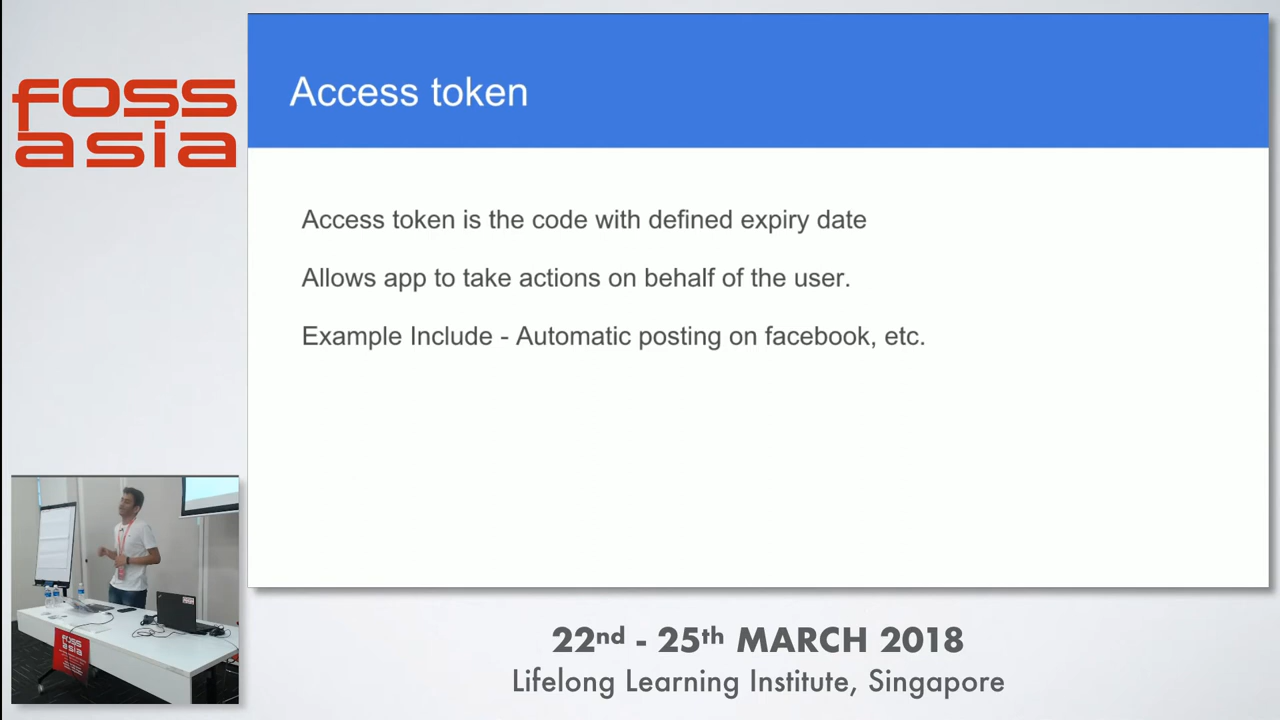 foss
asia
Access token
Access token is the code with defined expiry date
Allows app to take actions on behalf of the user.
Example Include - Automatic posting on facebook, etc.
foss
asia
22nd - 25th MARCH 2018
Lifelong Learning Institute, Singapore